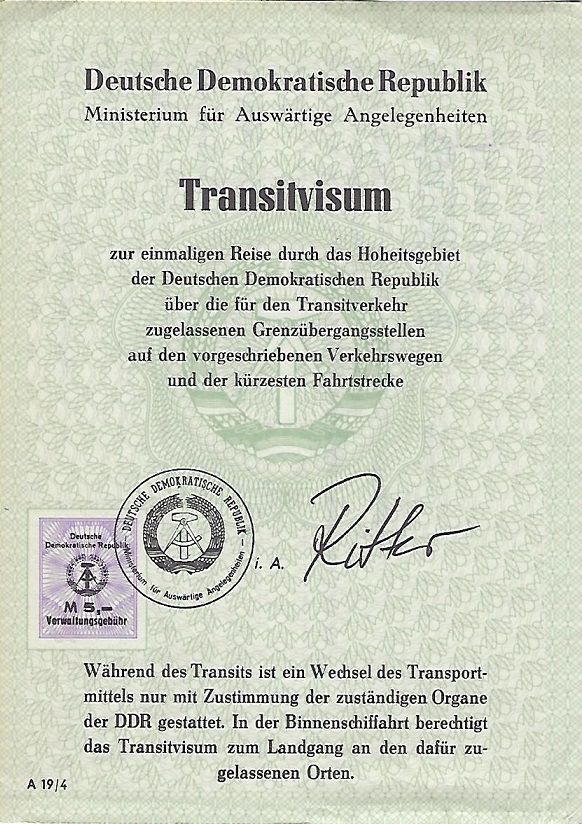 Deutsche Demokratische Republik
Ministerium für Auswärtige Angelegenheiten
Transitvisum
zur einmaligen Reise durch das Hoheitsgebiet
der Deutschen Demokratischen Republik
über die für den Transitverkehr
zugelassenen Grenzübergangsstellen
auf den vorgeschriebenen Verkehrswegen
und der kürzesten Fahrtstrecke
DEUTSCHE DEMOKRATISCHE REPUBLIK
Ministerium für Auswärtige Angelegenheiten
– 1 –
Deutsche
Demokratische Republik
M 5,–
Verwaltungsgebühr
i. A. Ritter
Während des Transits ist ein Wechsel des Transport-
mittels nur mit Zustimmung der zuständigen Organe
der DDR gestattet. In der Binnenschiffahrt berechtigt
das Transitvisum zum Landgang an den dafür zu-
gelassenen Orten.
A 19/4